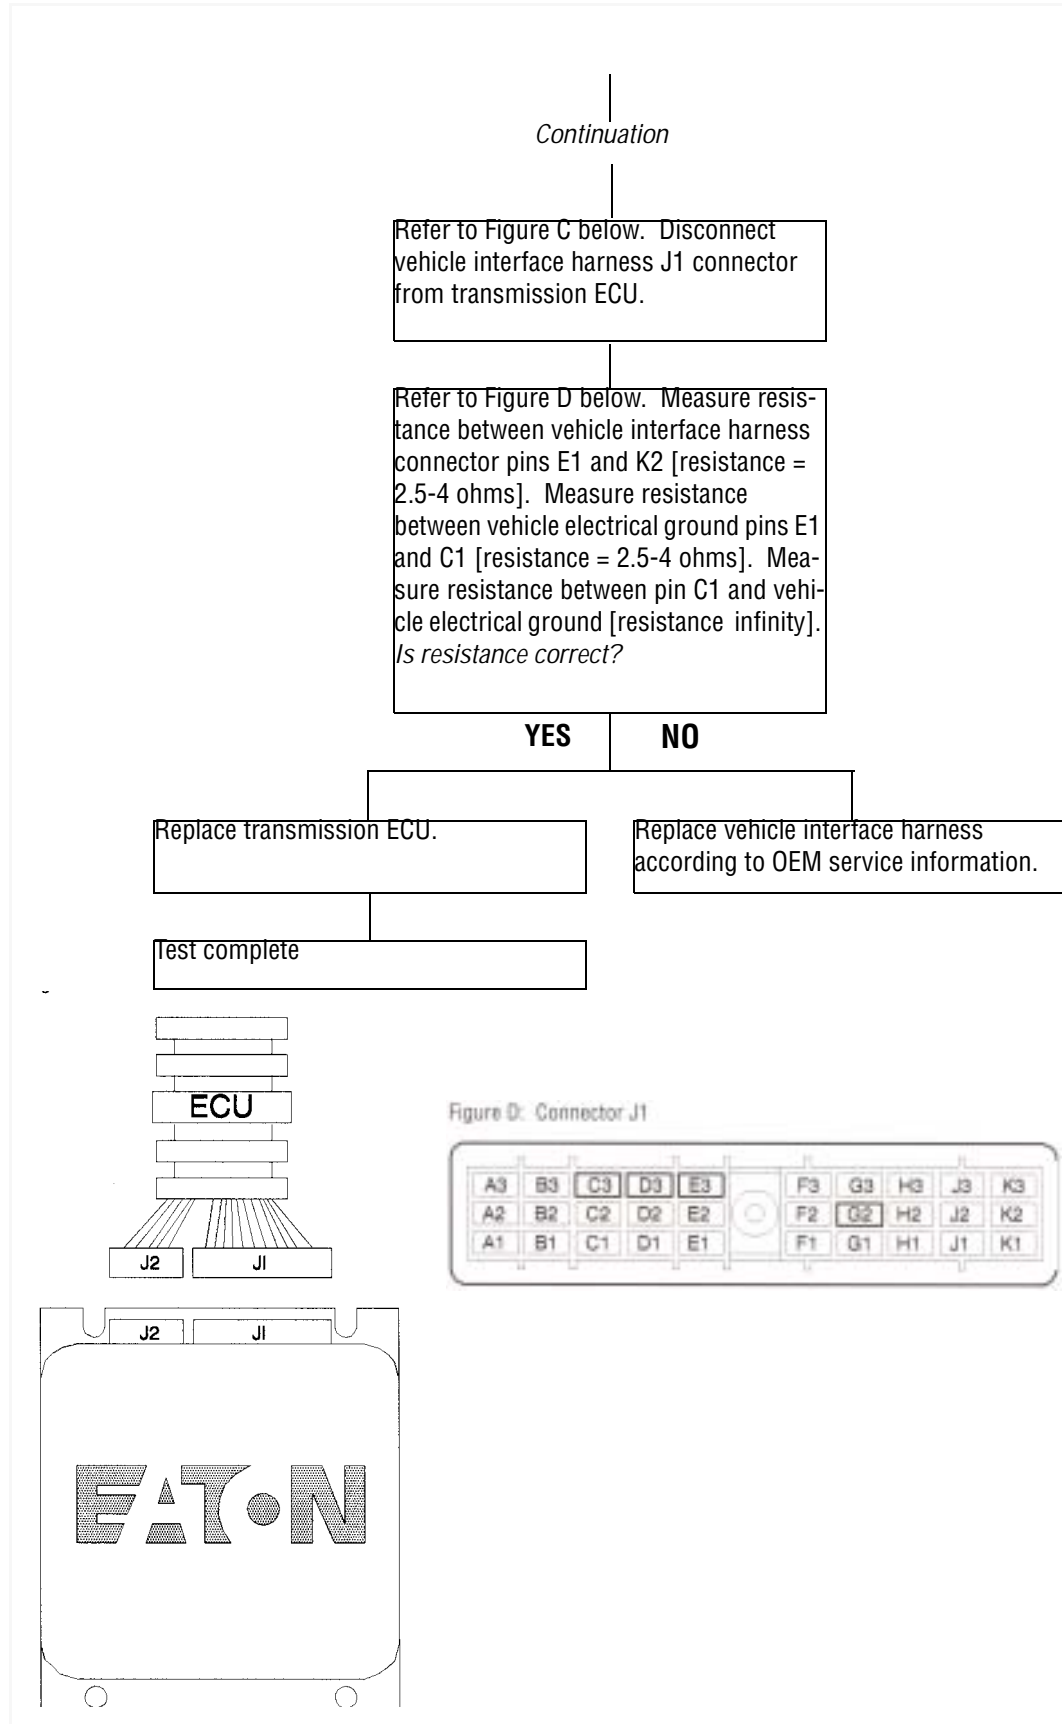 Continuation
Refer to Figure C below. Disconnect
vehicle interface harness J1 connector
from transmission ECU.
Refer to Figure D below. Measure resis-
tance between vehicle interface harness
connector pins E1 and K2 [resistance =
2.5-4 ohms]. Measure resistance
between vehicle electrical ground pins E1
and C1 [resistance = 2.5-4 ohms]. Mea-
sure resistance between pin C1 and vehi-
cle electrical ground [resistance infinity].
Is resistance correct?
YES NO
Replace transmission ECU.
Replace vehicle interface harness
according to OEM service information.
Test complete
ECU
J2 J1
J2 J1
EATON
Figure D: Connector J1
A3 B3 C3 D3 E3 F3 G3 H3 J3 K3
A2 B2 C2 D2 E2 F2 G2 H2 J2 K2
A1 B1 C1 D1 E1 F1 G1 H1 J1 K1